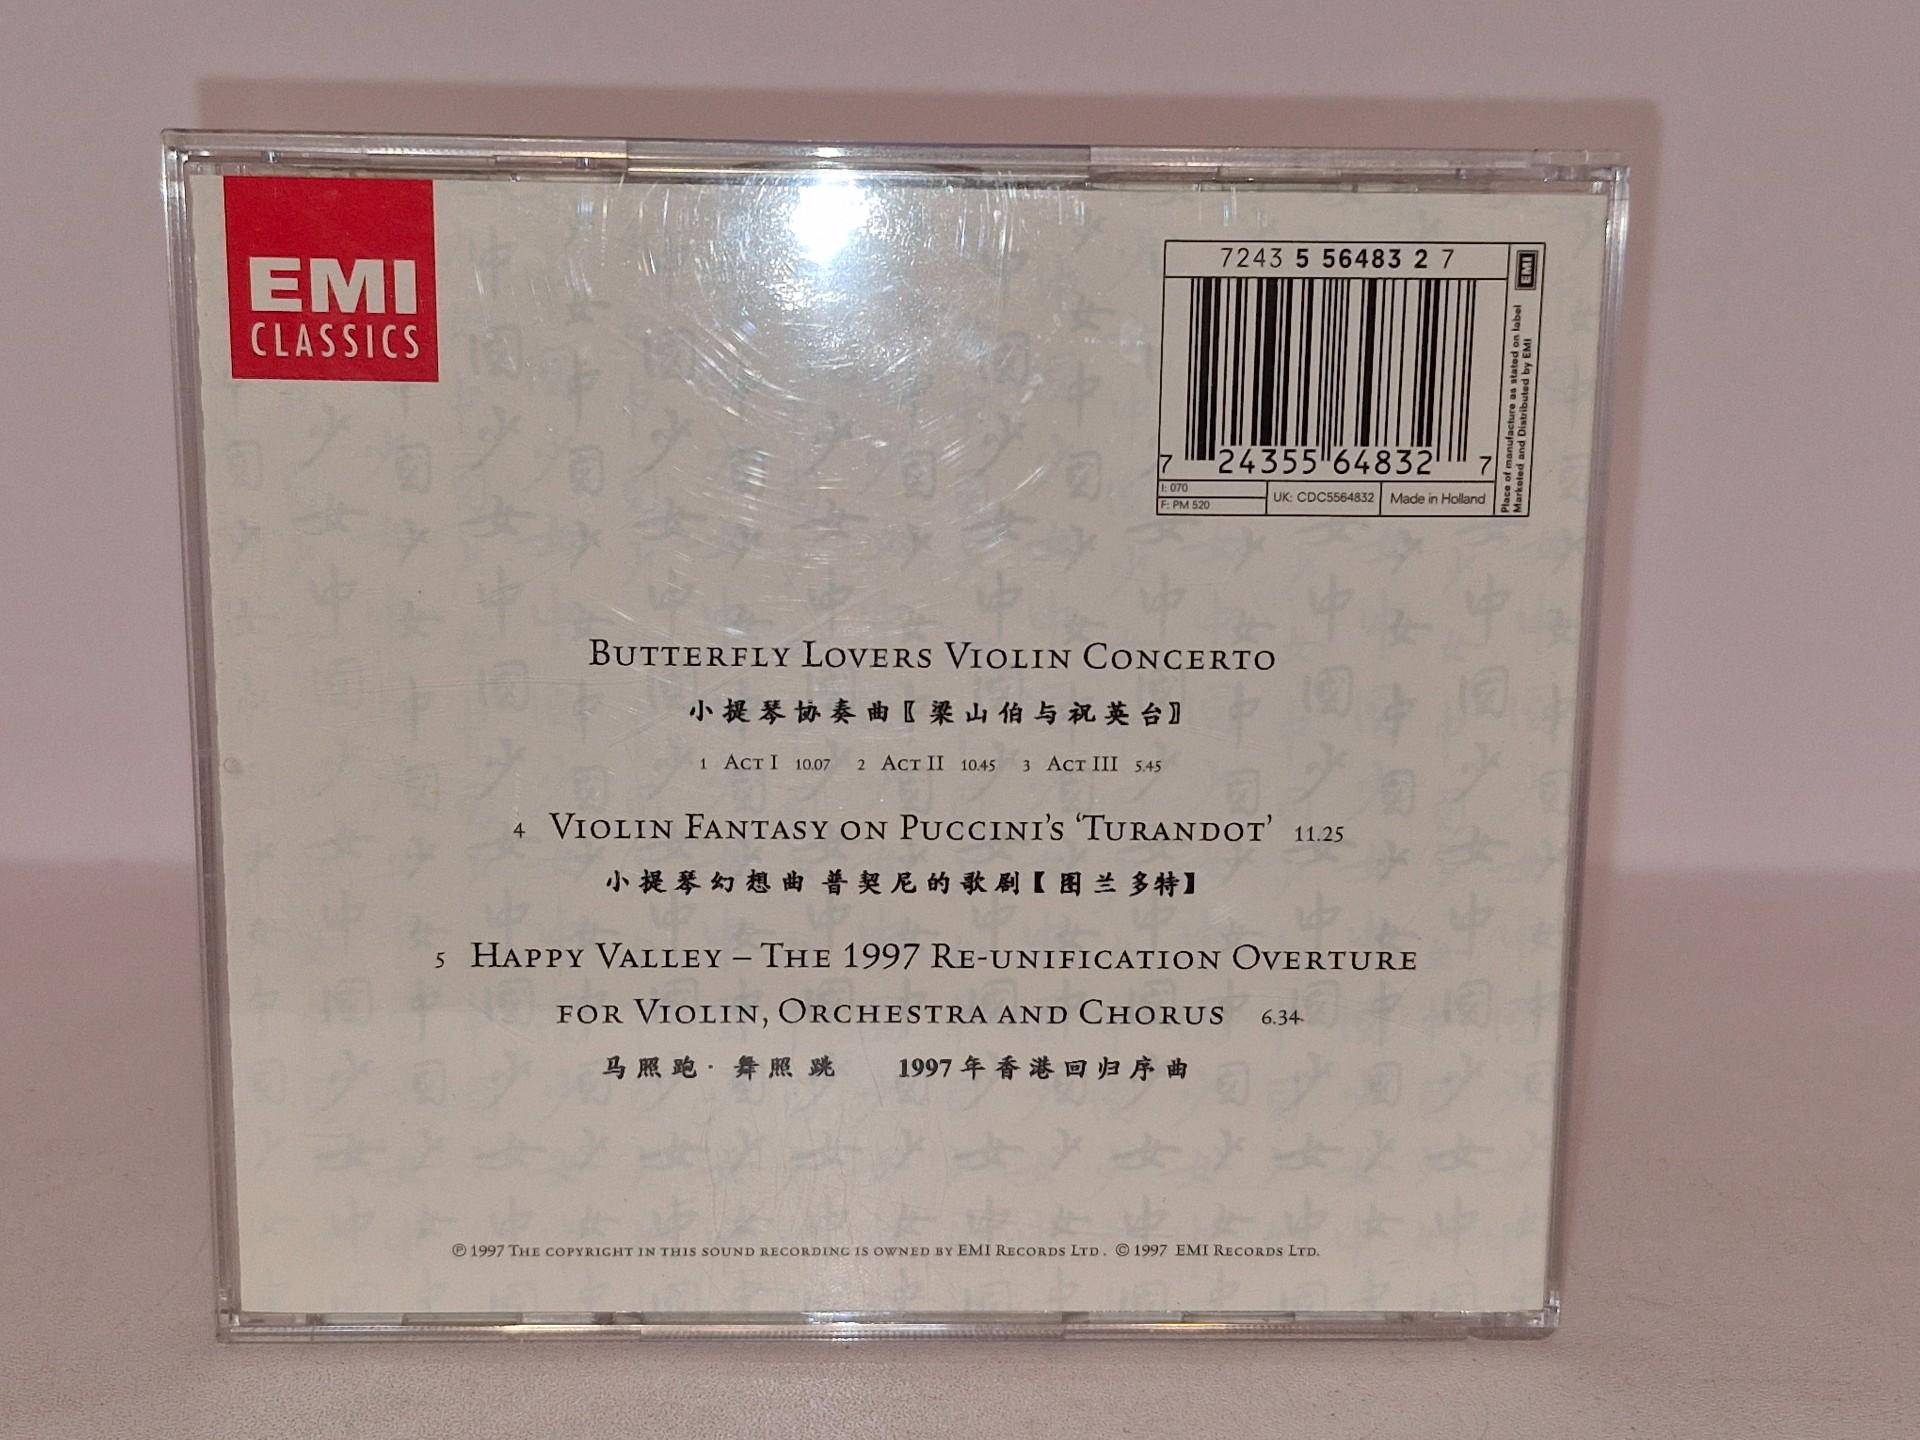 EMI
CLASSICS
7243 5 56483 2 7
EMI
7 24355 64832 7
I: 070
F: PM 520
UK: CDC5564832
Made in Holland
Place of manufacture as stated on label
Marketed and Distributed by EMI
BUTTERFLY LOVERS VIOLIN CONCERTO
小提琴协奏曲〖梁山伯与祝英台〗
1 ACT I 10.07 2 ACT II 10.45 3 ACT III 5.45
4 VIOLIN FANTASY ON PUCCINI'S ‘TURANDOT’ 11.25
小提琴幻想曲 普契尼的歌剧【图兰多特】
5 HAPPY VALLEY – THE 1997 RE-UNIFICATION OVERTURE
FOR VIOLIN, ORCHESTRA AND CHORUS 6.34
马照跑·舞照跳 1997年香港回归序曲
℗ 1997 THE COPYRIGHT IN THIS SOUND RECORDING IS OWNED BY EMI RECORDS LTD. © 1997 EMI RECORDS LTD.